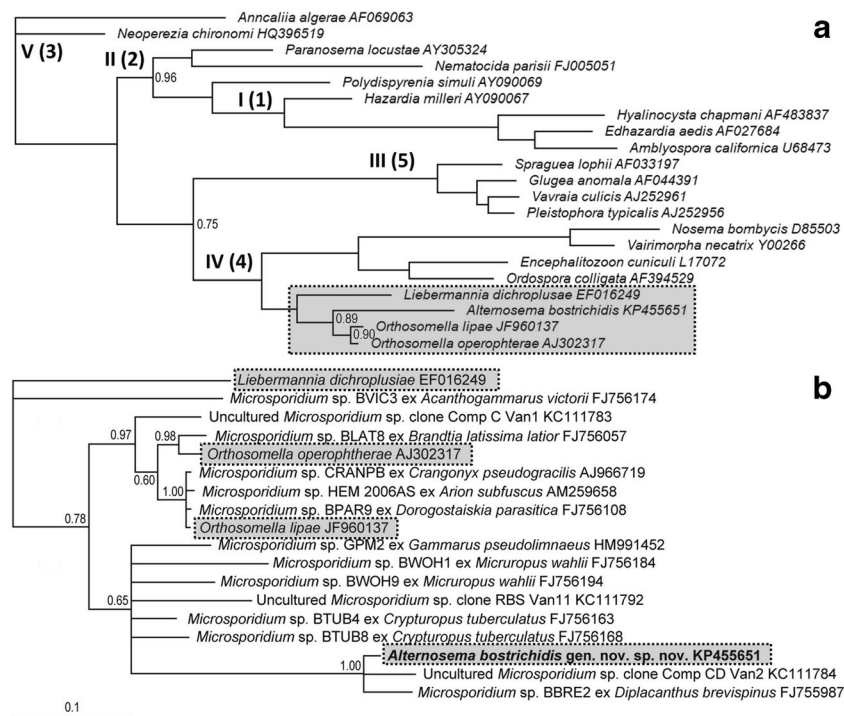 a
Anncaliia algerae AF069063
Neoperezia chironomi HQ396519
V (3)
II (2)
Paranosema locustae AY305324
Nematocida parisii FJ005051
0.96
Polydispyrenia simuli AY090069
I (1)
Hazardia milleri AY090067
Hyalinocysta chapmani AF483837
Edhazardia aedis AF027684
Amblyospora californica U68473
III (5)
Spraguea lophii AF033197
Glugea anomala AF044391
Vavraia culicis AJ252961
Pleistophora typicalis AJ252956
0.75
Nosema bombycis D85503
Vairimorpha necatrix Y00266
IV (4)
Encephalitozoon cuniculi L17072
Ordospora colligata AF394529
Liebermannia dichroplusae EF016249
Alternosema bostrichidis KP455651
0.89
Orthosomella lipae JF960137
0.90
Orthosomella operophterae AJ302317
b
Liebermannia dichroplusiae EF016249
Microsporidium sp. BVIC3 ex Acanthogammarus victorii FJ756174
Uncultured Microsporidium sp. clone Comp C Van1 KC111783
0.97
0.98
Microsporidium sp. BLAT8 ex Brandtia latissima latior FJ756057
Orthosomella operophtherae AJ302317
0.60
Microsporidium sp. CRANPB ex Crangonyx pseudogracilis AJ966719
1.00
Microsporidium sp. HEM 2006AS ex Arion subfuscus AM259658
Microsporidium sp. BPAR9 ex Dorogostaiskia parasitica FJ756108
0.78
Orthosomella lipae JF960137
Microsporidium sp. GPM2 ex Gammarus pseudolimnaeus HM991452
Microsporidium sp. BWOH1 ex Micruropus wahlii FJ756184
Microsporidium sp. BWOH9 ex Micruropus wahlii FJ756194
0.65
Uncultured Microsporidium sp. clone RBS Van11 KC111792
Microsporidium sp. BTUB4 ex Crypturopus tuberculatus FJ756163
Microsporidium sp. BTUB8 ex Crypturopus tuberculatus FJ756168
Alternosema bostrichidis gen. nov. sp. nov. KP455651
1.00
Uncultured Microsporidium sp. clone Comp CD Van2 KC111784
Microsporidium sp. BBRE2 ex Diplacanthus brevispinus FJ755987
0.1